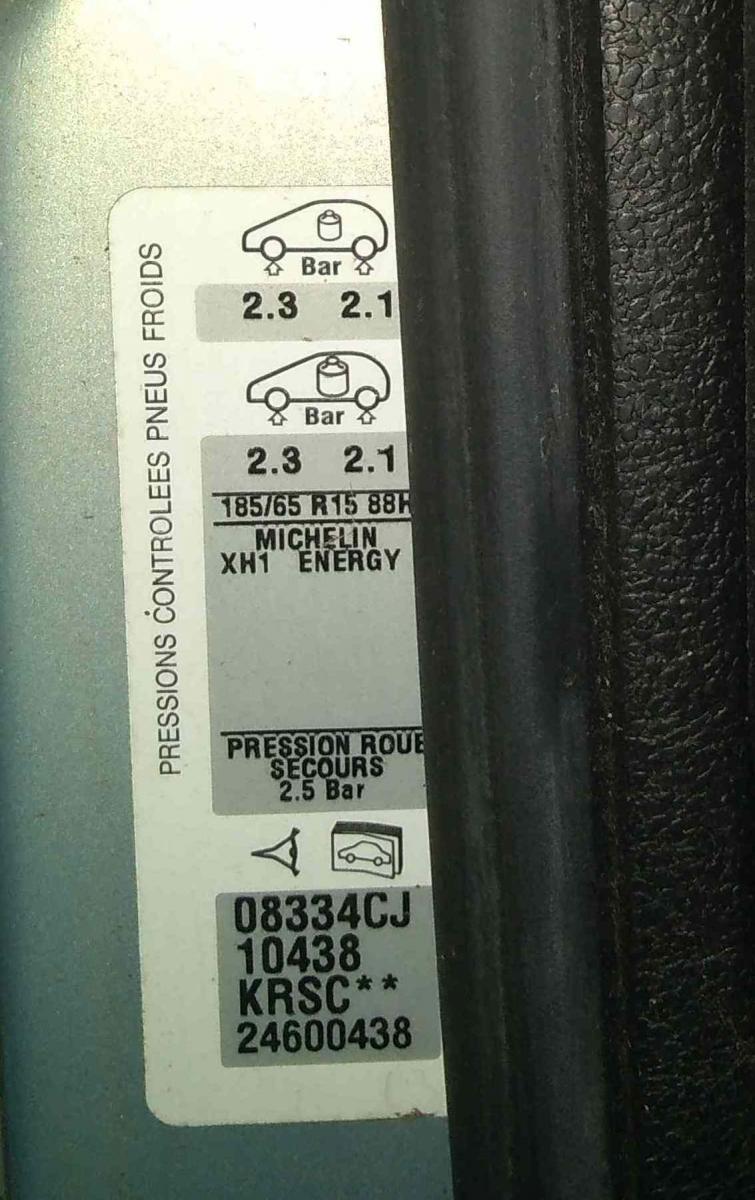 PRESSIONS CONTROLEES PNEUS FROIDS
Bar
2.3 2.1
Bar
2.3 2.1
185/65 R15 88H
MICHELIN
XH1 ENERGY
PRESSION ROUE
SECOURS
2.5 Bar
08334CJ
10438
KRSC**
24600438